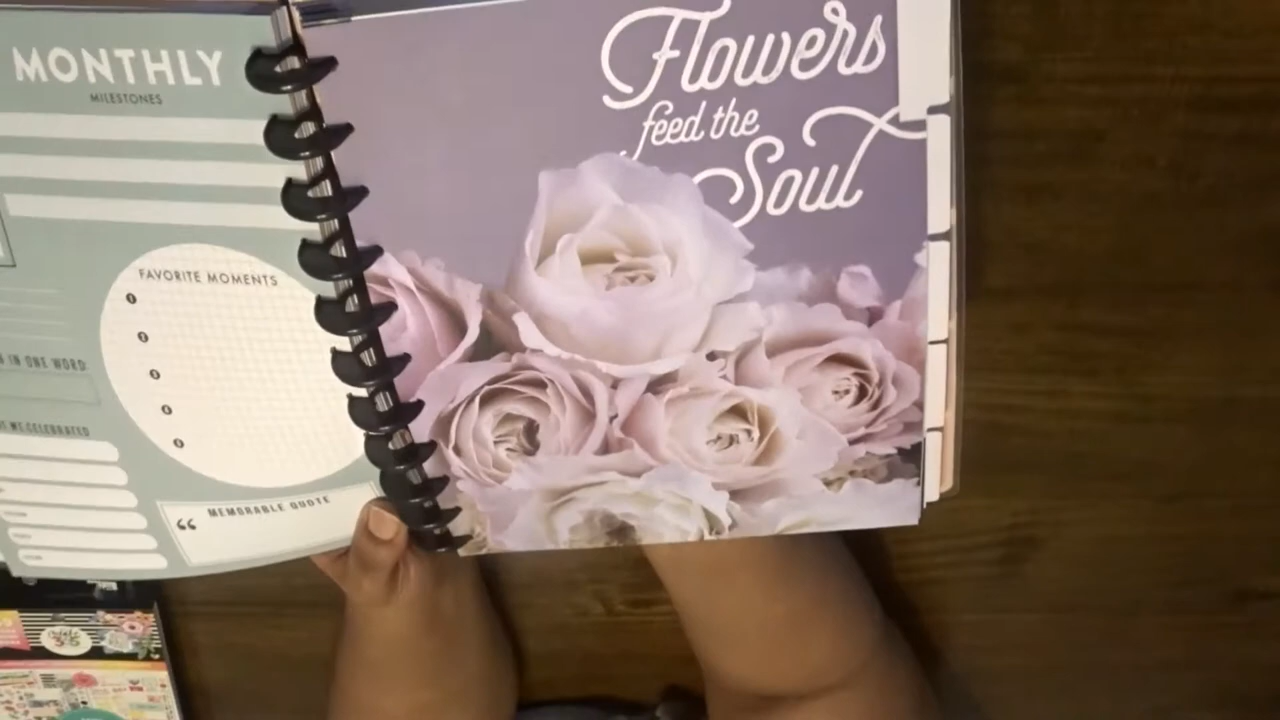 MONTHLY
MILESTONES
FAVORITE MOMENTS
IN ONE WORD
WE CELEBRATED
“ MEMORABLE QUOTE
Flowers
feed the
Soul